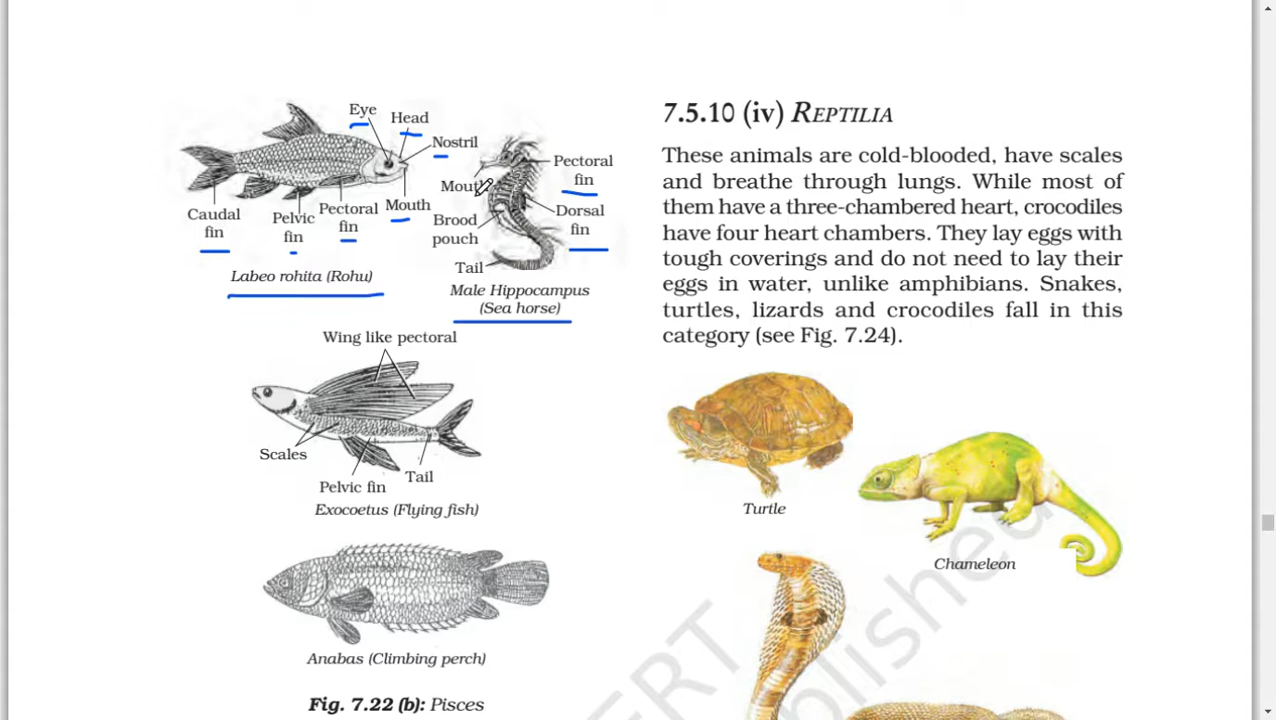 Eye
Head
Nostril
Caudal
fin
Pelvic
fin
Pectoral
fin
Mouth
Labeo rohita (Rohu)
Pectoral
fin
Mouth
Dorsal
fin
Brood
pouch
Tail
Male Hippocampus
(Sea horse)
Wing like pectoral
Scales
Pelvic fin
Tail
Exocoetus (Flying fish)
Anabas (Climbing perch)
Fig. 7.22 (b): Pisces
7.5.10 (iv) REPTILIA
These animals are cold-blooded, have scales
and breathe through lungs. While most of
them have a three-chambered heart, crocodiles
have four heart chambers. They lay eggs with
tough coverings and do not need to lay their
eggs in water, unlike amphibians. Snakes,
turtles, lizards and crocodiles fall in this
category (see Fig. 7.24).
Turtle
Chameleon